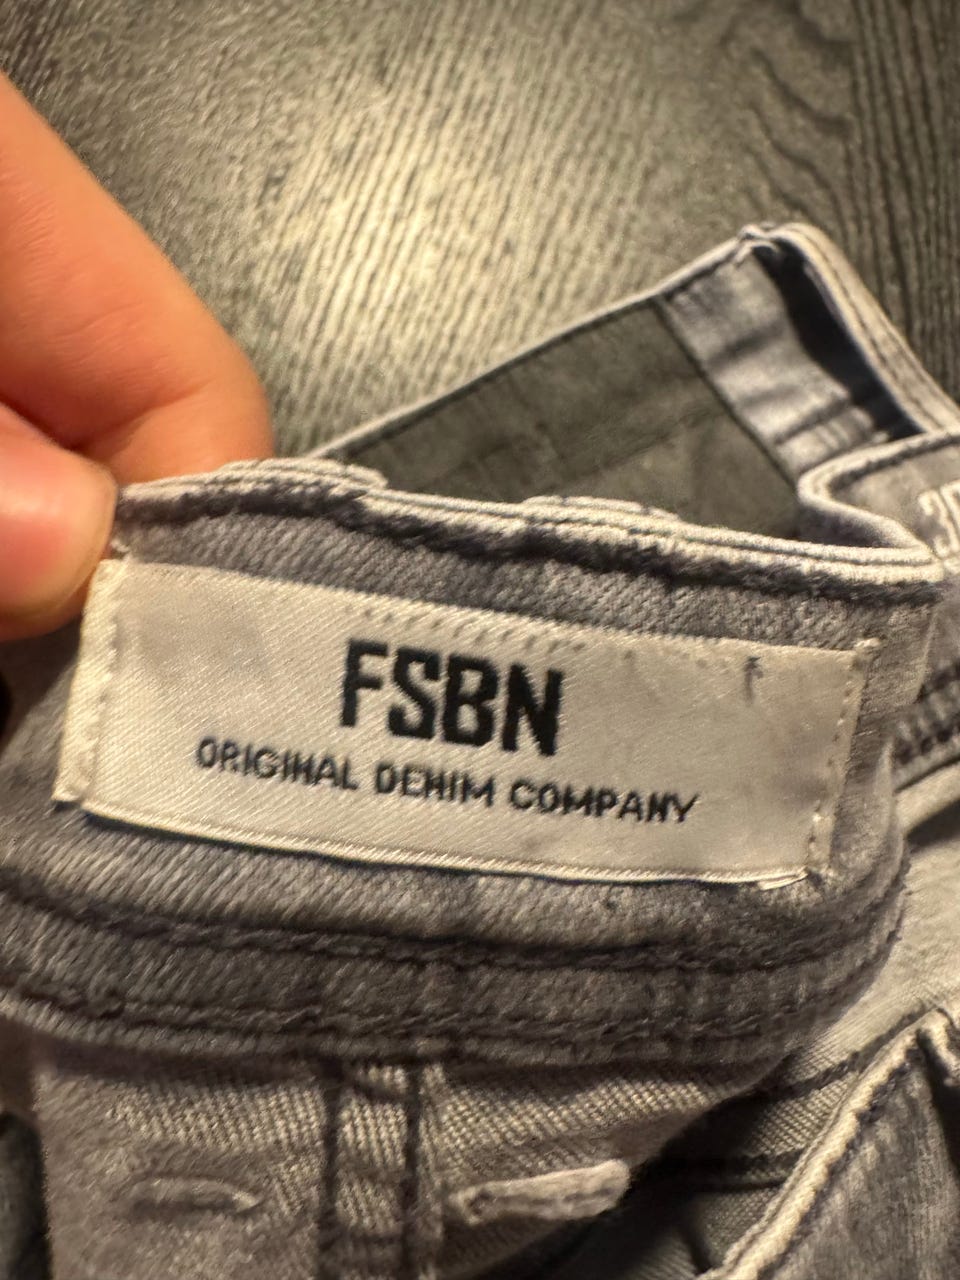 FSBN
ORIGINAL DENIM COMPANY